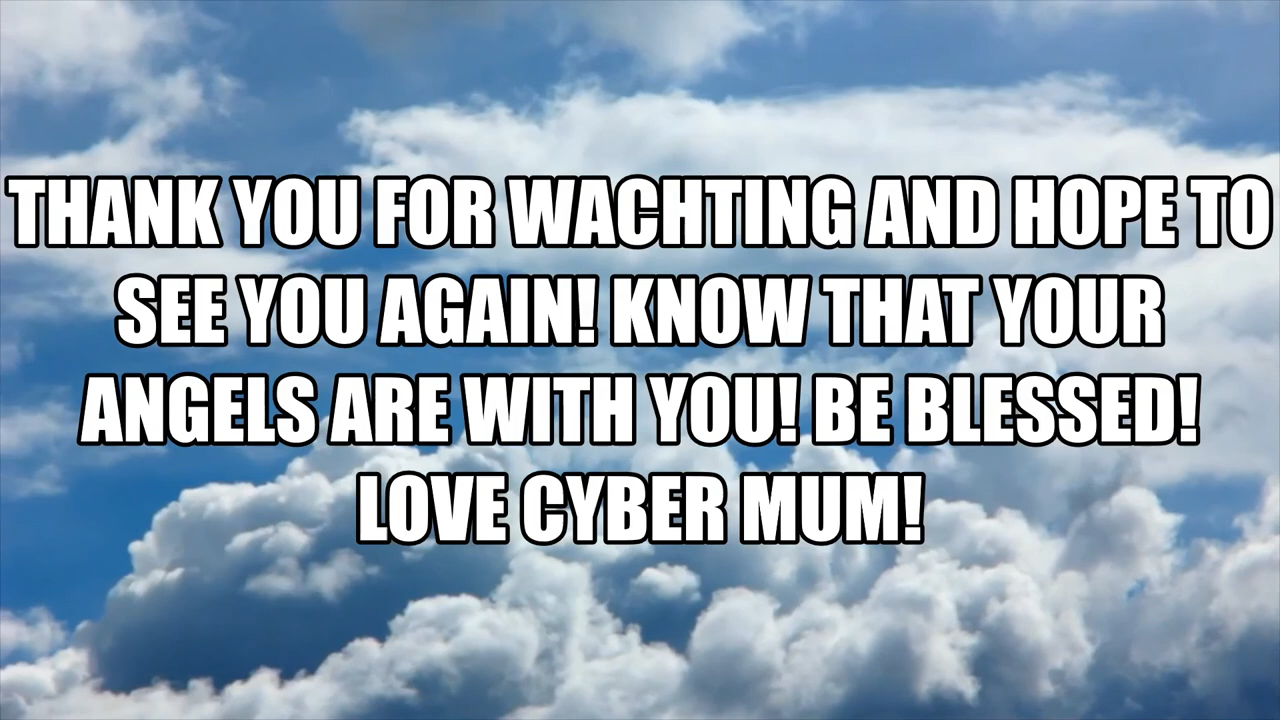 THANK YOU FOR WACHTING AND HOPE TO
SEE YOU AGAIN! KNOW THAT YOUR
ANGELS ARE WITH YOU! BE BLESSED!
LOVE CYBER MUM!